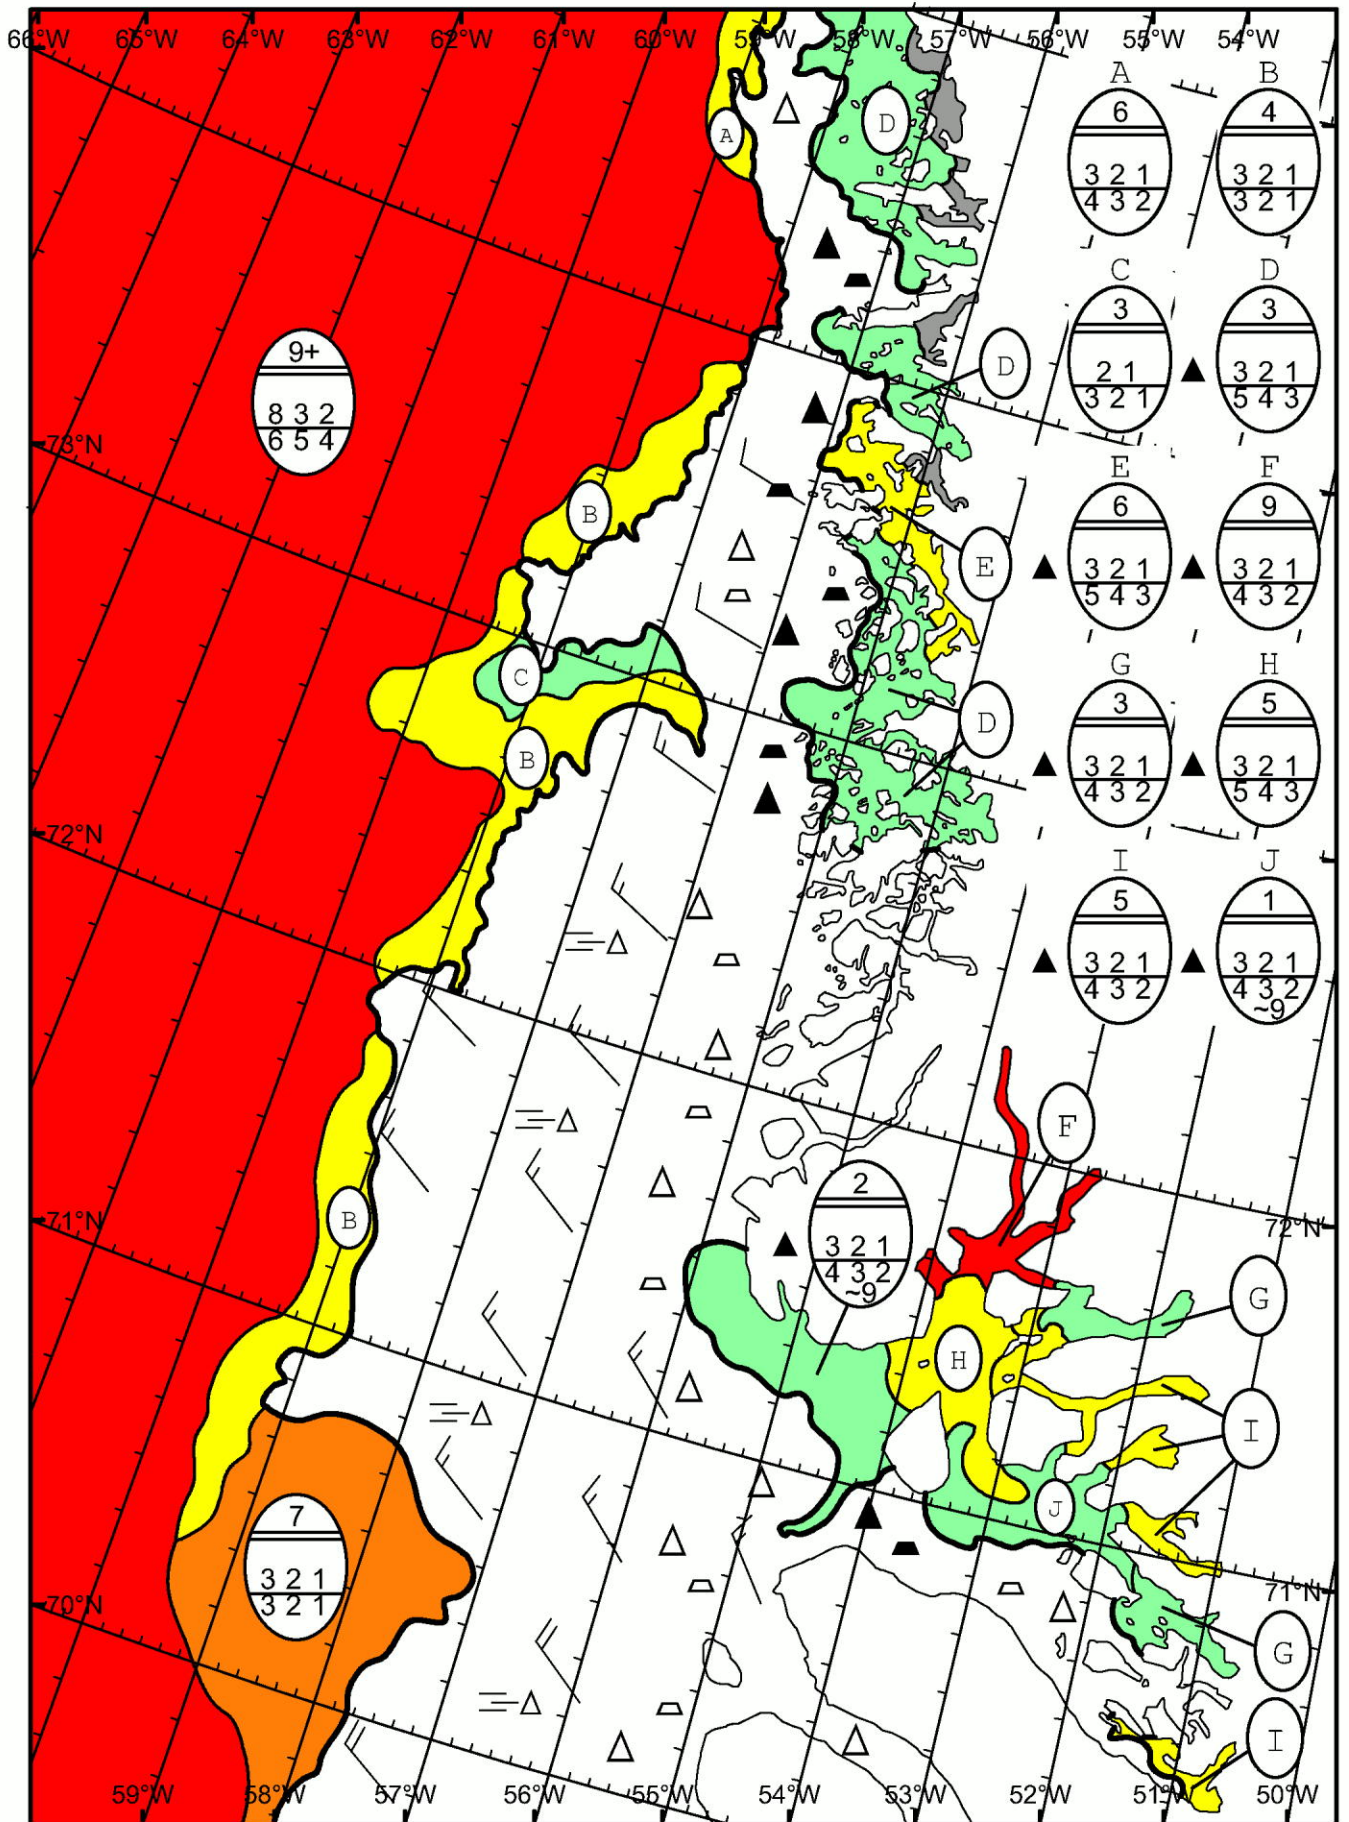 66°W 65°W 64°W 63°W 62°W 61°W 60°W 59°W 58°W 57°W 56°W 55°W 54°W
A B
6 4
3 2 1 3 2 1
4 3 2 3 2 1
A
D
C D
3 3
2 1 3 2 1
3 2 1 5 4 3
9+
8 3 2
6 5 4
D
73°N
E F
6 9
3 2 1 3 2 1
5 4 3 4 3 2
B
E
G H
3 5
3 2 1 3 2 1
4 3 2 5 4 3
C
D
B
72°N
I J
5 1
3 2 1 3 2 1
4 3 2 4 3 2
~9
F
2
3 2 1
4 3 2
~9
B
71°N
72°N
G
H
I
J
7
3 2 1
3 2 1
70°N
71°N
G
I
59°W 58°W 57°W 56°W 55°W 54°W 53°W 52°W 51°W 50°W